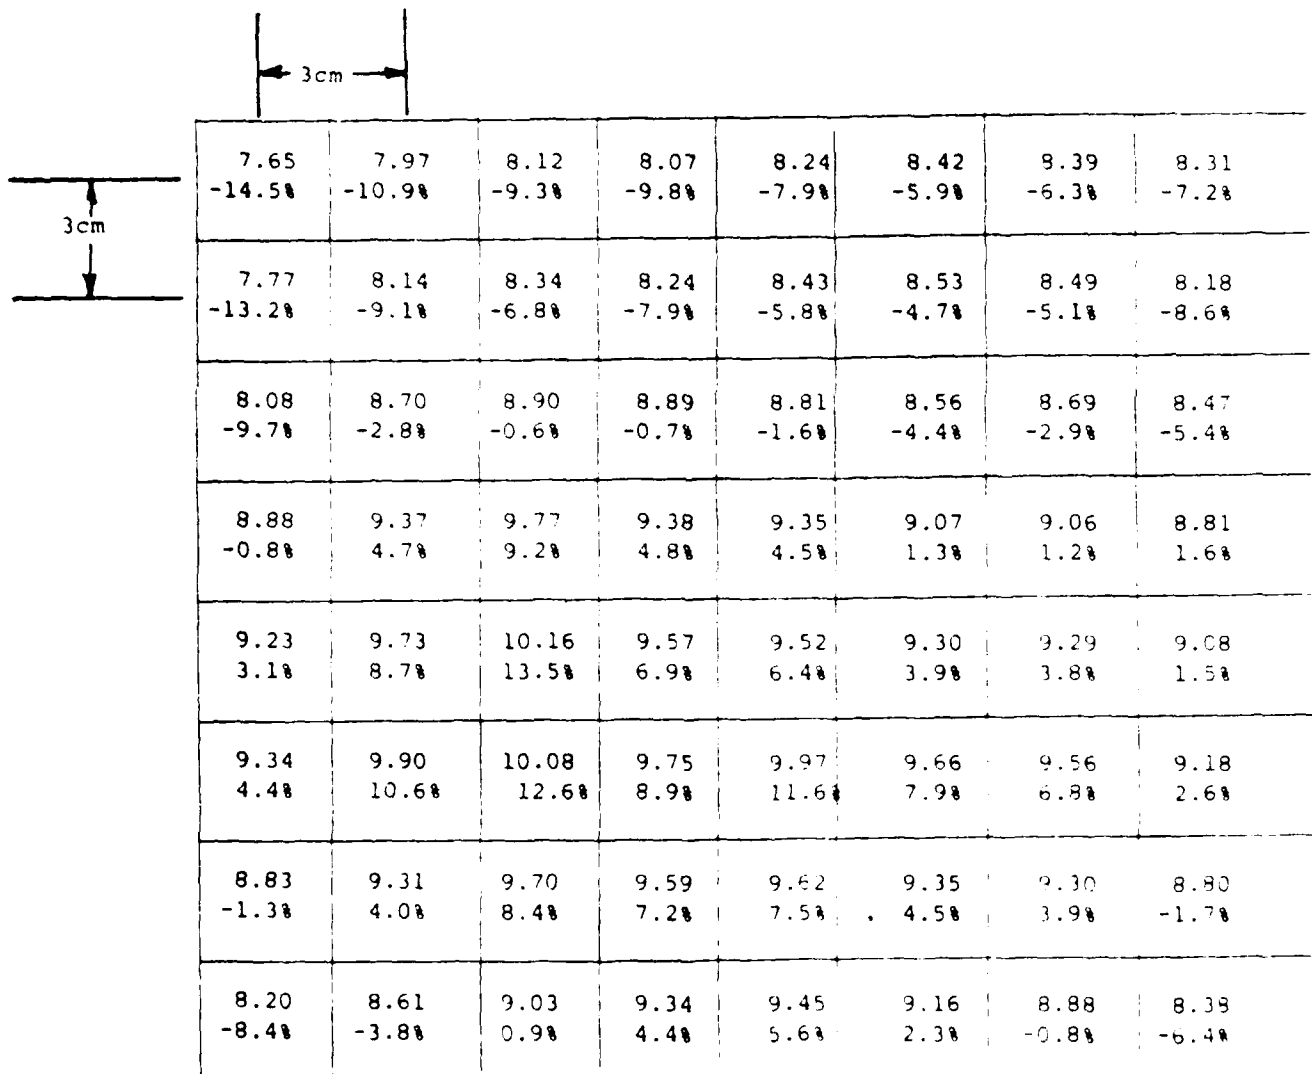 3cm
7.65 7.97 8.12 8.07 8.24 8.42 8.39 8.31
-14.5% -10.9% -9.3% -9.8% -7.9% -5.9% -6.3% -7.2%
3cm
7.77 8.14 8.34 8.24 8.43 8.53 8.49 8.18
-13.2% -9.1% -6.8% -7.9% -5.8% -4.7% -5.1% -8.6%
8.08 8.70 8.90 8.89 8.81 8.56 8.69 8.47
-9.7% -2.8% -0.6% -0.7% -1.6% -4.4% -2.9% -5.4%
8.88 9.37 9.77 9.38 9.35 9.07 9.06 8.81
-0.8% 4.7% 9.2% 4.8% 4.5% 1.3% 1.2% 1.6%
9.23 9.73 10.16 9.57 9.52 9.30 9.29 9.08
3.1% 8.7% 13.5% 6.9% 6.4% 3.9% 3.8% 1.5%
9.34 9.90 10.08 9.75 9.97 9.66 9.56 9.18
4.4% 10.6% 12.6% 8.9% 11.6% 7.9% 6.8% 2.6%
8.83 9.31 9.70 9.59 9.62 9.35 9.30 8.80
-1.3% 4.0% 8.4% 7.2% 7.5% 4.5% 3.9% -1.7%
8.20 8.61 9.03 9.34 9.45 9.16 8.88 8.38
-8.4% -3.8% 0.9% 4.4% 5.6% 2.3% -0.8% -6.4%